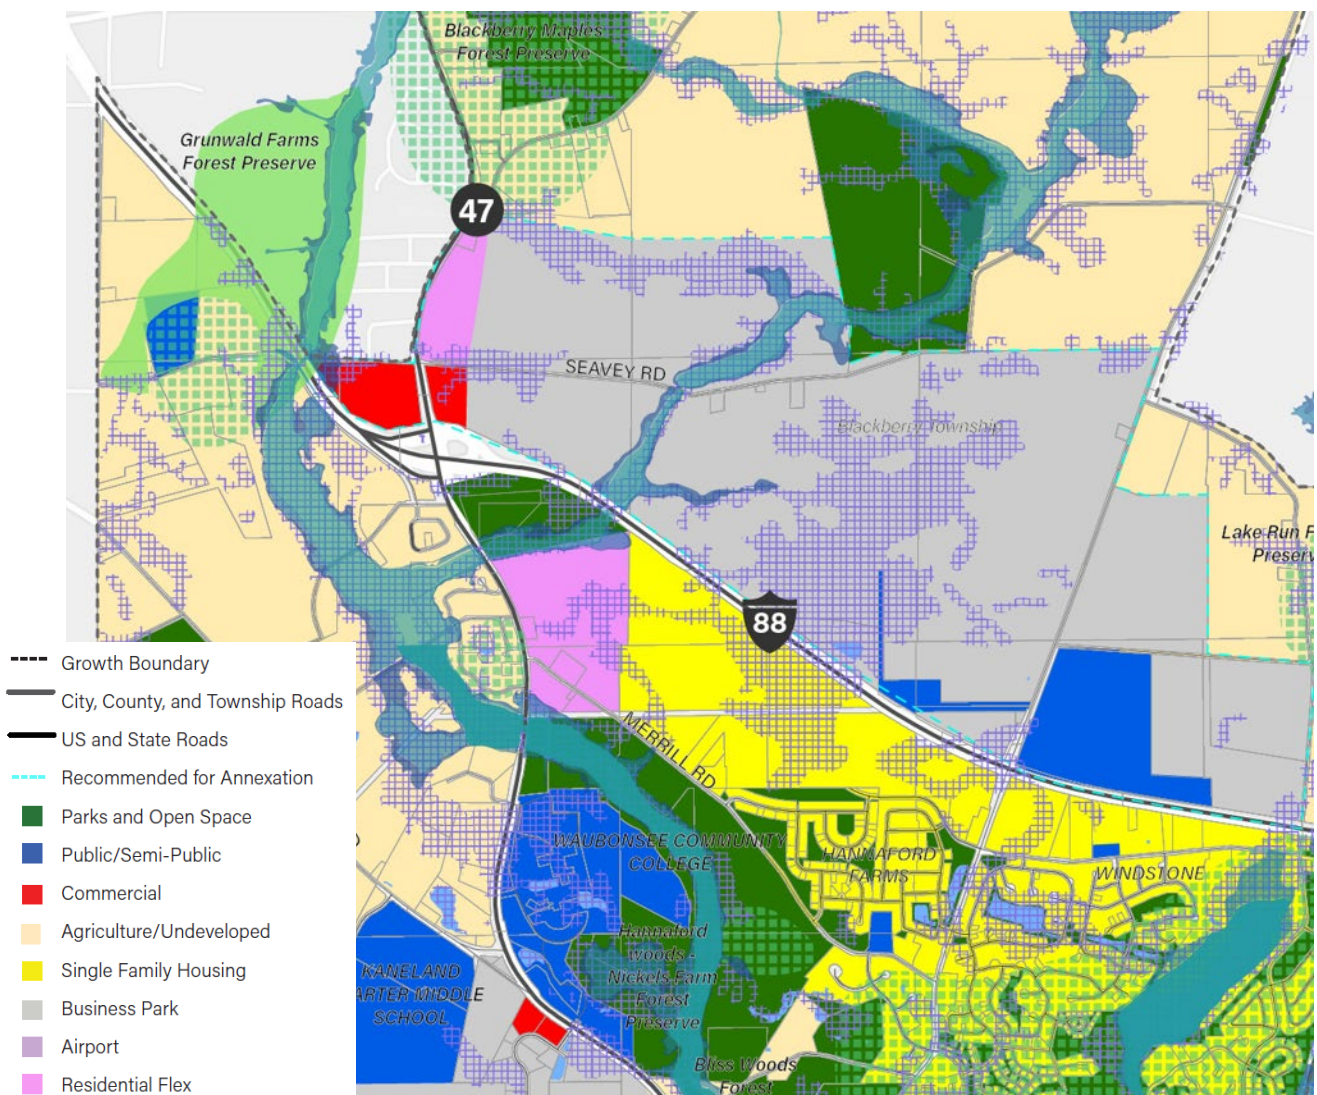 Blackberry Maples
Forest Preserve
Grunwald Farms
Forest Preserve
47
SEAVEY RD
Blackberry Township
Lake Run F
Preserv
88
MERRILL RD
WAUBONSEE COMMUNITY
COLLEGE
HANNAFORD
FARMS
WINDSTONE
Hannaford
woods -
Nickels Farm
Forest
Preserve
KANELAND
ARTER MIDDLE
SCHOOL
Bliss Woods
Forest
Growth Boundary
City, County, and Township Roads
US and State Roads
Recommended for Annexation
Parks and Open Space
Public/Semi-Public
Commercial
Agriculture/Undeveloped
Single Family Housing
Business Park
Airport
Residential Flex